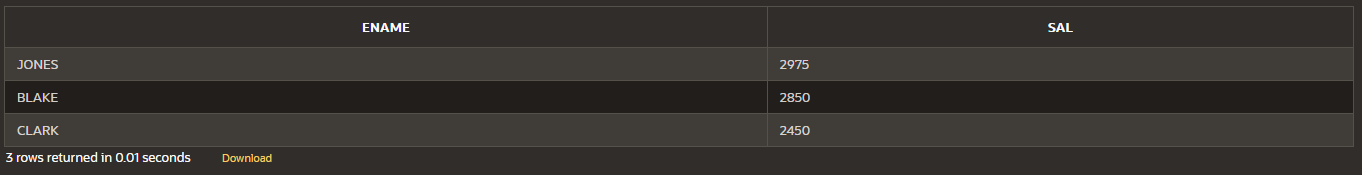 ENAME SAL
JONES 2975
BLAKE 2850
CLARK 2450
3 rows returned in 0.01 seconds Download